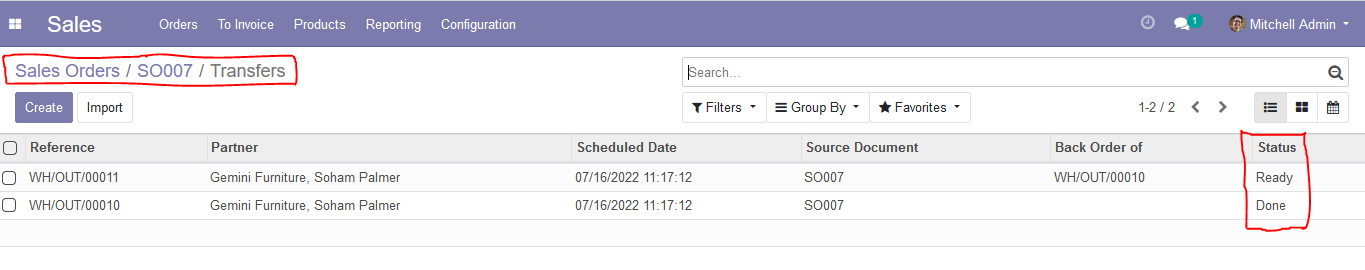 Sales Orders To Invoice Products Reporting Configuration 1 Mitchell Admin
Sales Orders / SO007 / Transfers Search...
Create Import Filters Group By Favorites 1-2 / 2
Reference Partner Scheduled Date Source Document Back Order of Status
WH/OUT/00011 Gemini Furniture, Soham Palmer 07/16/2022 11:17:12 SO007 WH/OUT/00010 Ready
WH/OUT/00010 Gemini Furniture, Soham Palmer 07/16/2022 11:17:12 SO007 Done